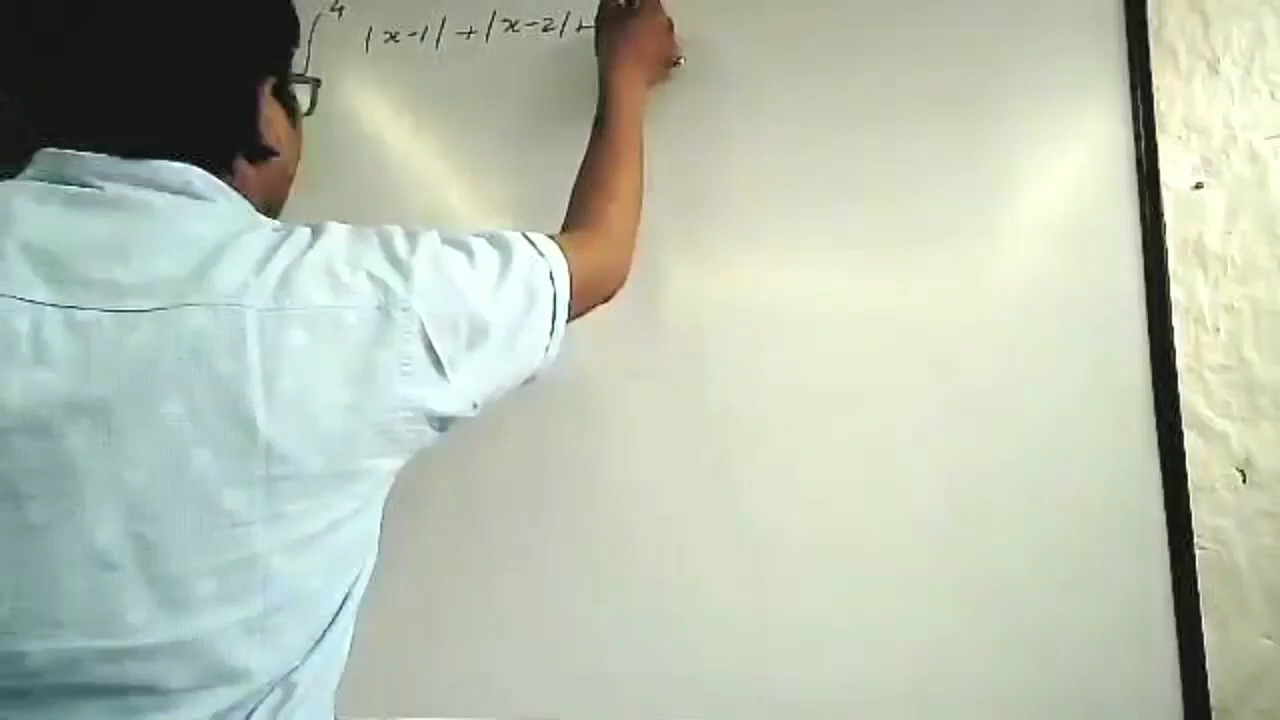 ∫⁴ |x-1| + |x-2| +